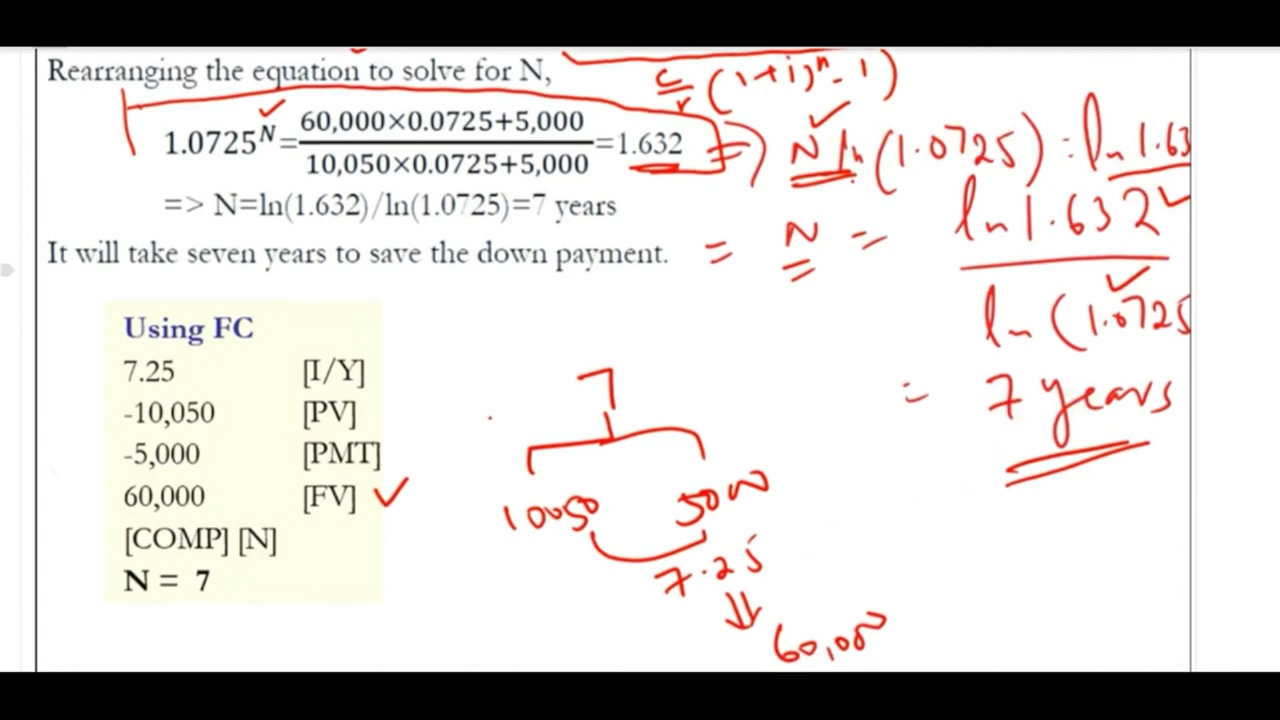 Rearranging the equation to solve for N,
c/r (1+i)^n - 1)
1.0725^N = (60,000×0.0725+5,000)/(10,050×0.0725+5,000) = 1.632 => N ln (1.0725) = ln 1.63
=> N=ln(1.632)/ln(1.0725)=7 years
= N = ln 1.632 / ln (1.0725
It will take seven years to save the down payment.
= 7 years
Using FC
7.25 [I/Y]
-10,050 [PV]
-5,000 [PMT]
60,000 [FV]
[COMP] [N]
N = 7
7
10050 5000
7.25
60,000